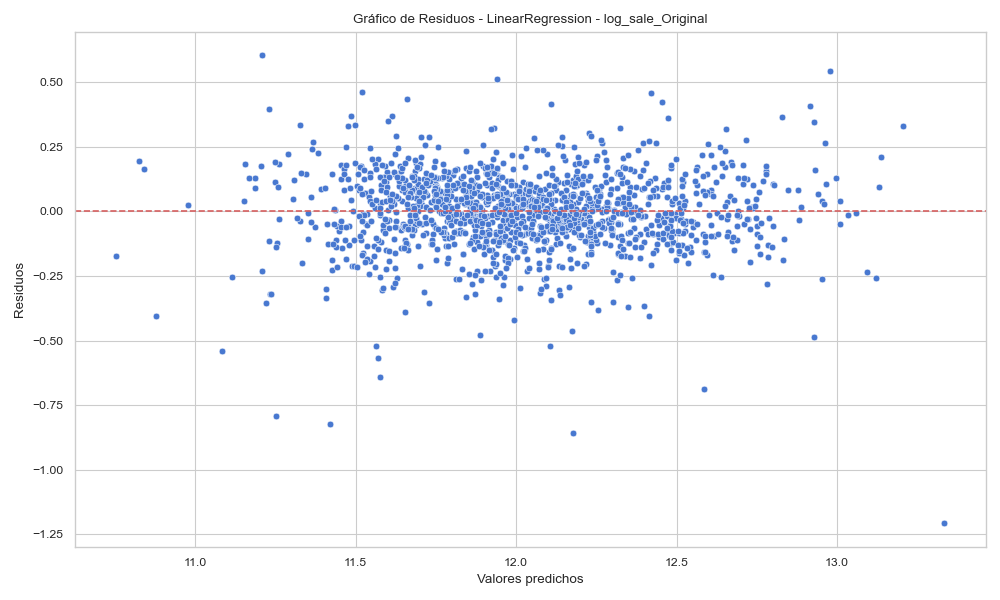 Gráfico de Residuos - LinearRegression - log_sale_Original
0.50
0.25
0.00
−0.25
−0.50
−0.75
−1.00
−1.25
Residuos
11.0 11.5 12.0 12.5 13.0
Valores predichos